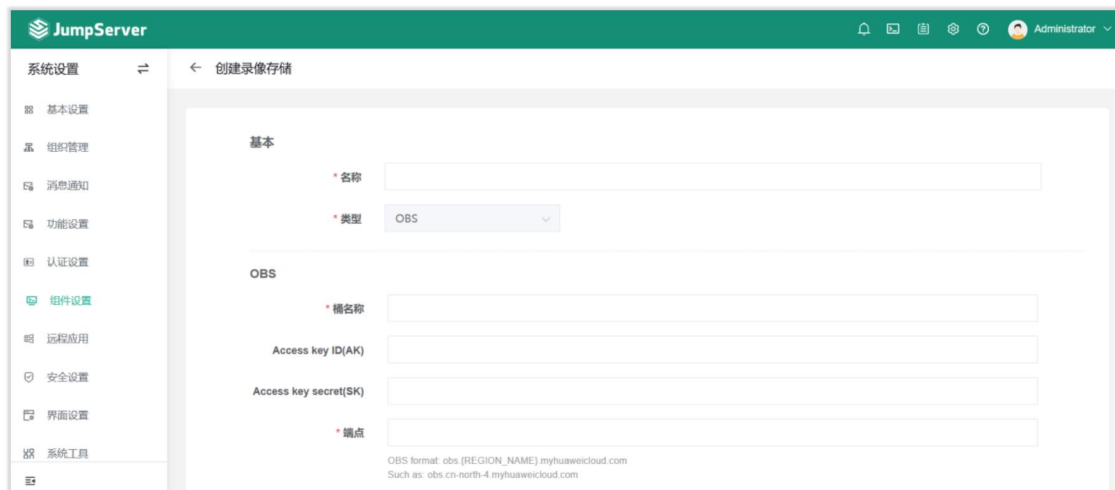 JumpServer
Administrator
系统设置
← 创建录像存储
基本设置
组织管理
消息通知
功能设置
认证设置
组件设置
远程应用
安全设置
界面设置
系统工具
基本
* 名称
* 类型 OBS
OBS
* 桶名称
Access key ID(AK)
Access key secret(SK)
* 端点
OBS format: obs.{REGION_NAME}.myhuaweicloud.com
Such as: obs.cn-north-4.myhuaweicloud.com